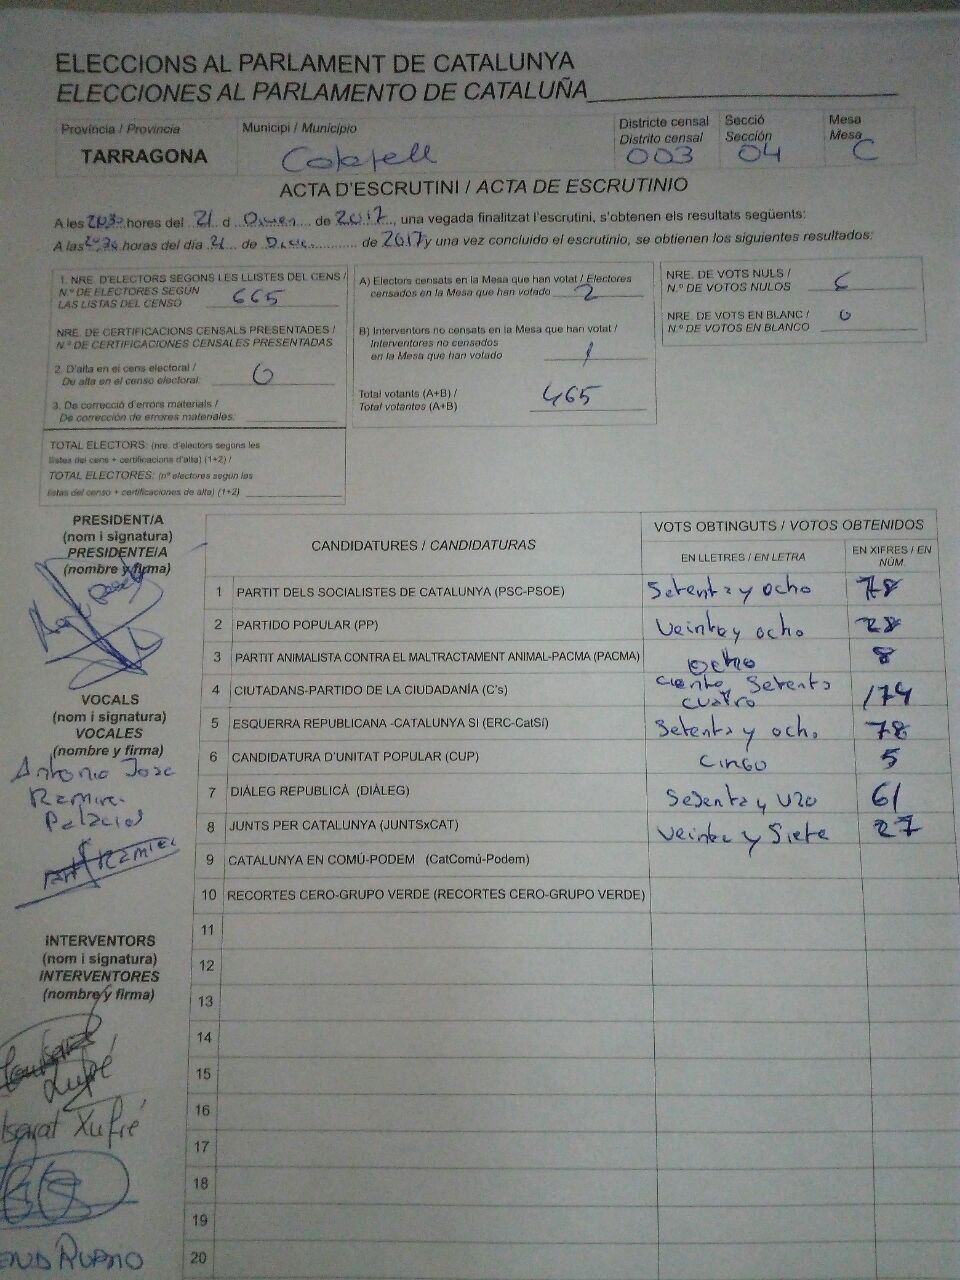 ELECCIONS AL PARLAMENT DE CATALUNYA
ELECCIONES AL PARLAMENTO DE CATALUÑA
Província / Provincia
TARRAGONA
Municipi / Municipio
Calafell
Districte censal
Distrito censal
003
Secció
Sección
04
Mesa
Mesa
C
ACTA D'ESCRUTINI / ACTA DE ESCRUTINIO
A les 2030 hores del 21 d de 2017, una vegada finalitzat l'escrutini, s'obtenen els resultats següents:
A las hores del día 21 de Dic. de 2017 y una vez concluido el escrutinio, se obtienen los siguientes resultados:
1. NRE. D'ELECTORS SEGONS LES LLISTES DEL CENS /
N.º DE ELECTORES SEGÚN
LAS LISTAS DEL CENSO 665
NRE. DE CERTIFICACIONS CENSALS PRESENTADES /
N.º DE CERTIFICACIONES CENSALES PRESENTADAS
2. D'alta en el cens electoral /
De alta en el censo electoral: 0
3. De correcció d'errors materials /
De corrección de errores materiales:
TOTAL ELECTORS: (nre. d'electors segons les
llistes del cens + certificacions d'alta) (1+2) /
TOTAL ELECTORES: (nº electores según las
listas del censo + certificaciones de alta) (1+2)
A) Electors censats en la Mesa que han votat / Electores
censados en la Mesa que han votado 2
B) Interventors no censats en la Mesa que han votat /
Interventores no censados
en la Mesa que han votado 1
Total votants (A+B) /
Total votantes (A+B) 465
NRE. DE VOTS NULS /
N.º DE VOTOS NULOS 6
NRE. DE VOTS EN BLANC /
N.º DE VOTOS EN BLANCO 0
PRESIDENT/A
(nom i signatura)
PRESIDENTE/A
(nombre y firma)
VOCALS
(nom i signatura)
VOCALES
(nombre y firma)
Antonio Jose
Ramirez
Palacios
INTERVENTORS
(nom i signatura)
INTERVENTORES
(nombre y firma)
Xufré
RUANO
CANDIDATURES / CANDIDATURAS
VOTS OBTINGUTS / VOTOS OBTENIDOS
EN LLETRES / EN LETRA
EN XIFRES / EN
NÚM.
1 PARTIT DELS SOCIALISTES DE CATALUNYA (PSC-PSOE) Setenta y ocho 78
2 PARTIDO POPULAR (PP) Veinte y ocho 28
3 PARTIT ANIMALISTA CONTRA EL MALTRACTAMENT ANIMAL-PACMA (PACMA) ocho 8
4 CIUTADANS-PARTIDO DE LA CIUDADANÍA (C's) Ciento Setenta cuatro 174
5 ESQUERRA REPUBLICANA -CATALUNYA SÍ (ERC-CatSí) Setenta y ocho 78
6 CANDIDATURA D'UNITAT POPULAR (CUP) Cinco 5
7 DIÀLEG REPUBLICÀ (DIÀLEG) Sesenta y uno 61
8 JUNTS PER CATALUNYA (JUNTSxCAT) Veinte y Siete 27
9 CATALUNYA EN COMÚ-PODEM (CatComú-Podem)
10 RECORTES CERO-GRUPO VERDE (RECORTES CERO-GRUPO VERDE)
11
12
13
14
15
16
17
18
19
20